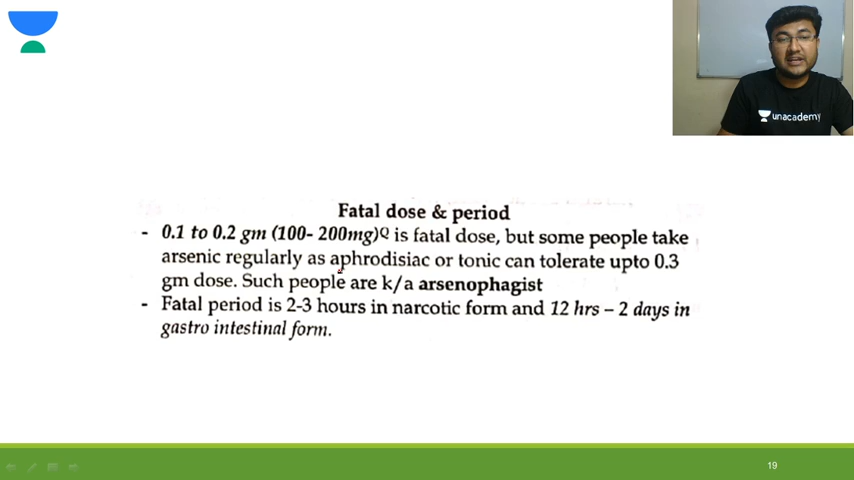 unacademy
Fatal dose & period
- 0.1 to 0.2 gm (100- 200mg)Q is fatal dose, but some people take
arsenic regularly as aphrodisiac or tonic can tolerate upto 0.3
gm dose. Such people are k/a arsenophagist
- Fatal period is 2-3 hours in narcotic form and 12 hrs – 2 days in
gastro intestinal form.
19